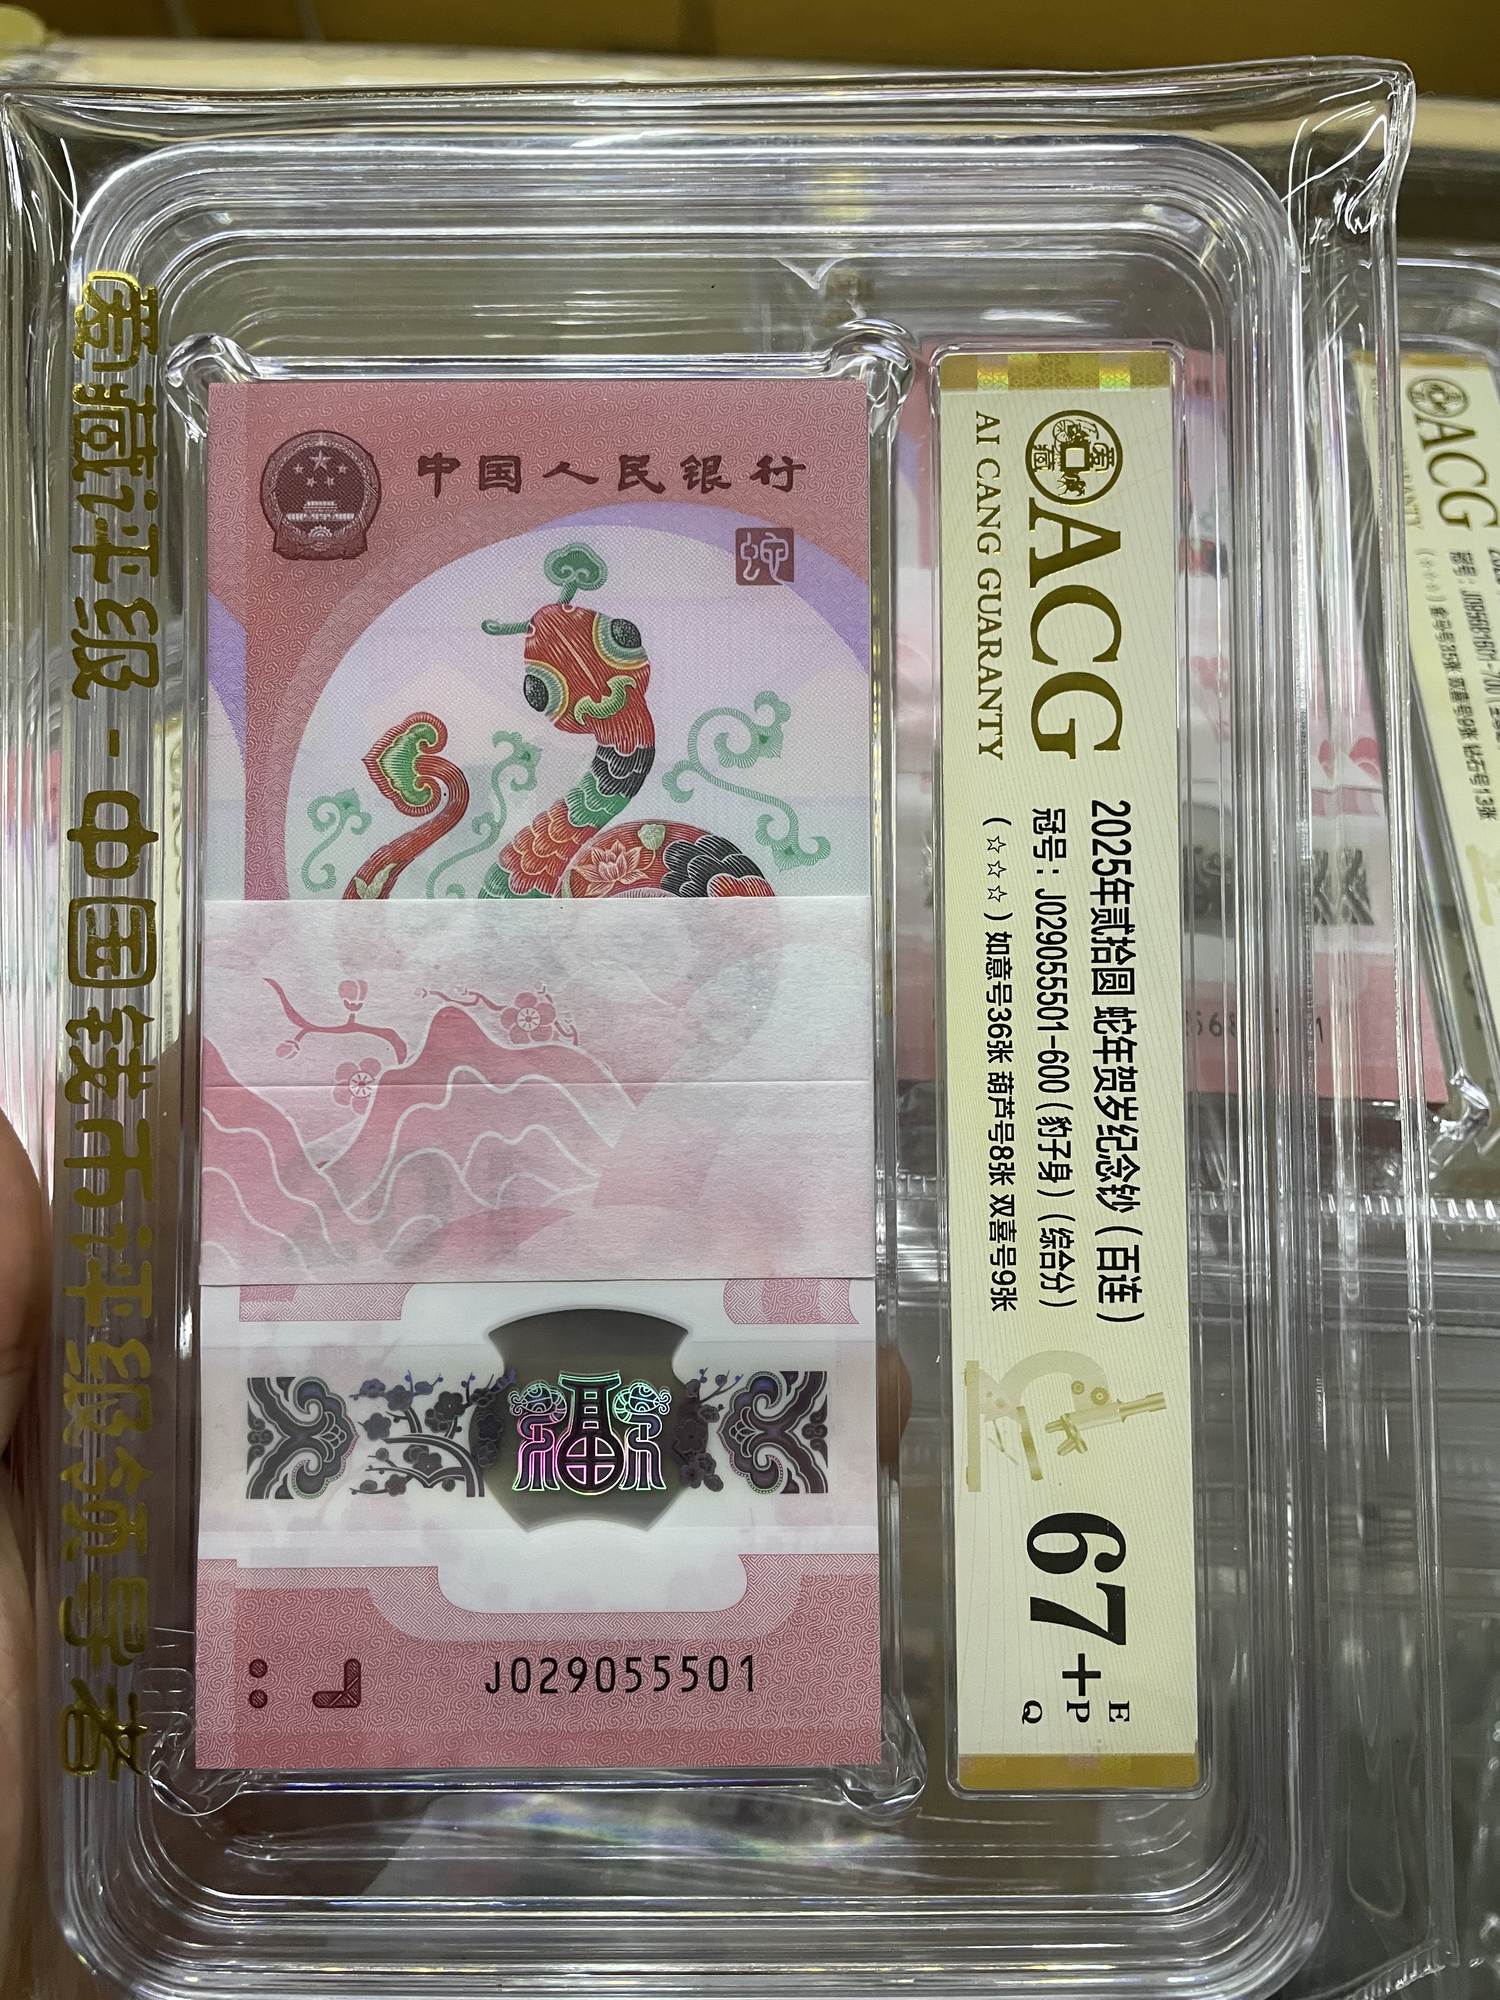 爱藏评级-中国钱币评级领导者
中国人民银行
蛇
J029055501
ACG
AI CANG GUARANTY
2025年贰拾圆 蛇年贺岁纪念钞（百连）
冠号：J029055501-600（豹子身）（综合分）
（☆☆☆）如意号36张 葫芦号8张 双喜号9张
67+
E
P
Q
ACG